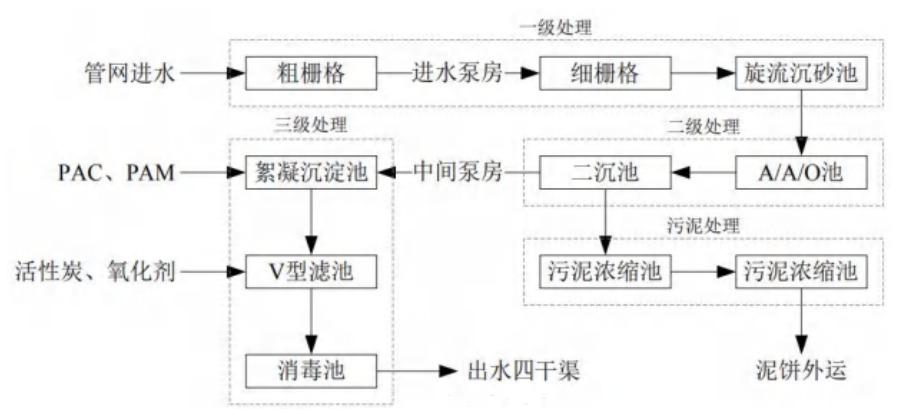 一级处理
管网进水
粗栅格
进水泵房
细栅格
旋流沉砂池
三级处理
二级处理
PAC、PAM
絮凝沉淀池
中间泵房
二沉池
A/A/O池
污泥处理
活性炭、氧化剂
V型滤池
污泥浓缩池
污泥浓缩池
消毒池
出水四干渠
泥饼外运